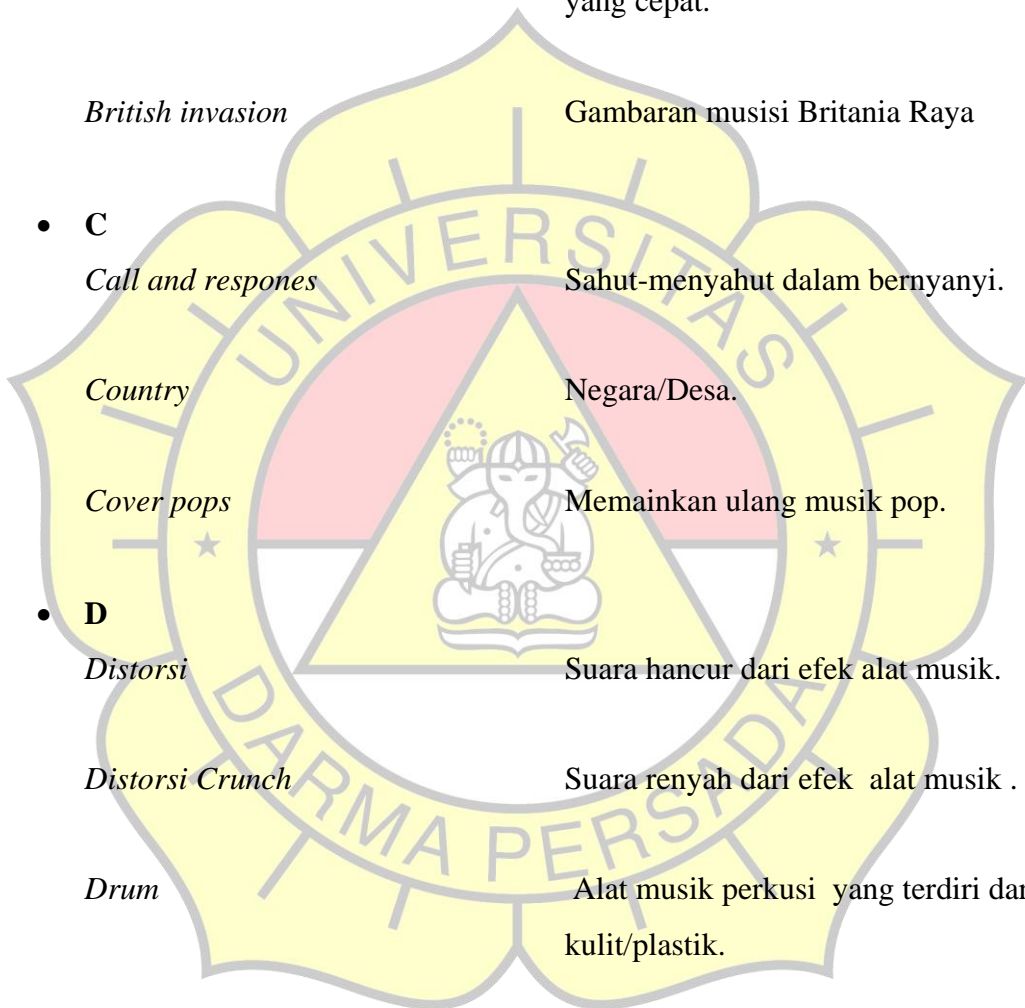 yang cepat.
British invasion Gambaran musisi Britania Raya
• C
Call and respones Sahut-menyahut dalam bernyanyi.
Country Negara/Desa.
Cover pops Memainkan ulang musik pop.
• D
Distorsi Suara hancur dari efek alat musik.
Distorsi Crunch Suara renyah dari efek alat musik .
Drum Alat musik perkusi yang terdiri dar
kulit/plastik.
UNIVERSITAS
DARMA PERSADA